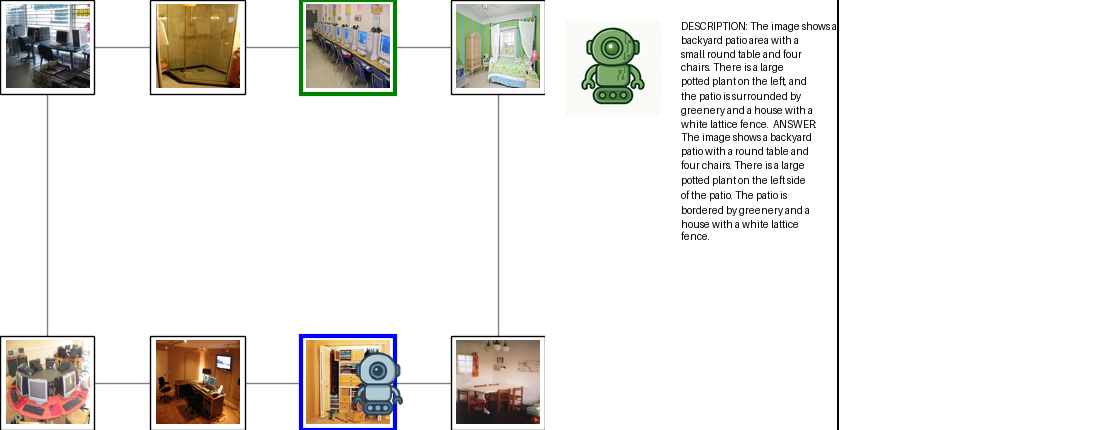 DESCRIPTION: The image shows a
backyard patio area with a
small round table and four
chairs. There is a large
potted plant on the left, and
the patio is surrounded by
greenery and a house with a
white lattice fence.  ANSWER:
The image shows a backyard
patio with a round table and
four chairs. There is a large
potted plant on the left side
of the patio. The patio is
bordered by greenery and a
house with a white lattice
fence.